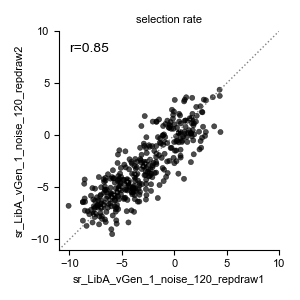 selection rate
r=0.85
sr_LibA_vGen_1_noise_120_repdraw2
10
5
0
−5
−10
−10 −5 0 5 10
sr_LibA_vGen_1_noise_120_repdraw1